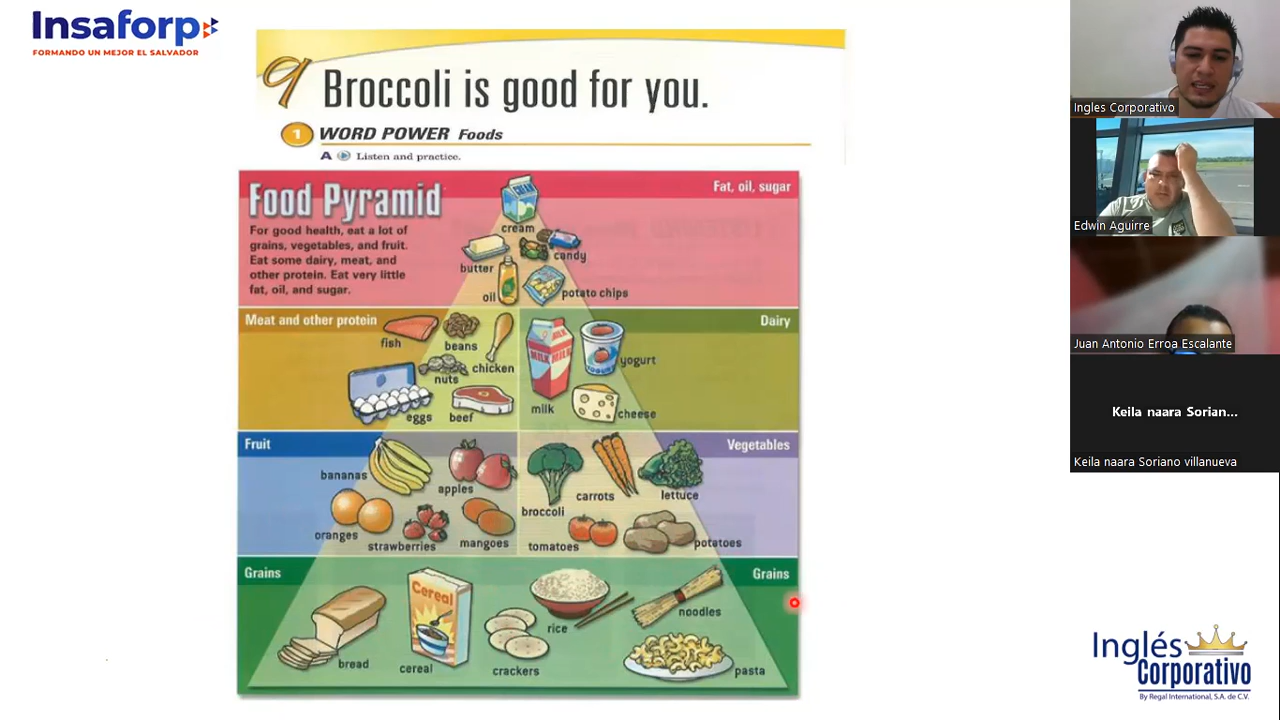 Insaforp
FORMANDO UN MEJOR EL SALVADOR
9 Broccoli is good for you.
1 WORD POWER Foods
A Listen and practice.
Food Pyramid
For good health, eat a lot of
grains, vegetables, and fruit.
Eat some dairy, meat, and
other protein. Eat very little
fat, oil, and sugar.
Fat, oil, sugar
CREAM
cream
butter
candy
oil
potato chips
Meat and other protein
fish
beans
chicken
nuts
eggs
beef
Dairy
MILK MILK
milk
YOGURT
yogurt
cheese
Fruit
bananas
apples
oranges
strawberries
mangoes
Vegetables
broccoli
carrots
lettuce
tomatoes
potatoes
Grains
Grains
bread
Cereal
cereal
crackers
rice
noodles
pasta
Ingles Corporativo
Edwin Aguirre
Juan Antonio Erroa Escalante
Keila naara Sorian...
Keila naara Soriano villanueva
Inglés
Corporativo
By Regal International, S.A. de C.V.